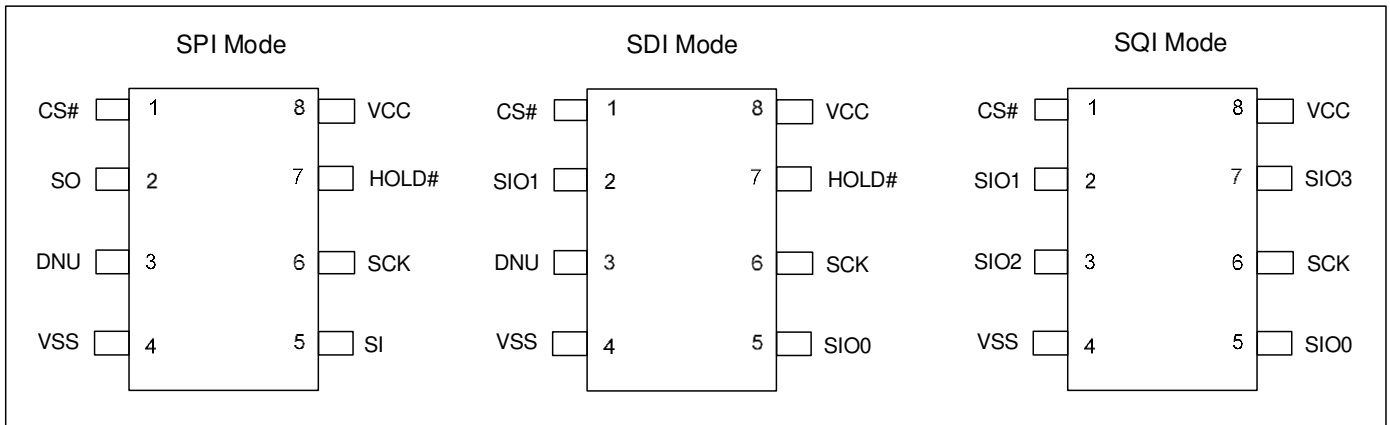 SPI Mode
CS# 1 8 VCC
SO 2 7 HOLD#
DNU 3 6 SCK
VSS 4 5 SI
SDI Mode
CS# 1 8 VCC
SIO1 2 7 HOLD#
DNU 3 6 SCK
VSS 4 5 SIO0
SQI Mode
CS# 1 8 VCC
SIO1 2 7 SIO3
SIO2 3 6 SCK
VSS 4 5 SIO0